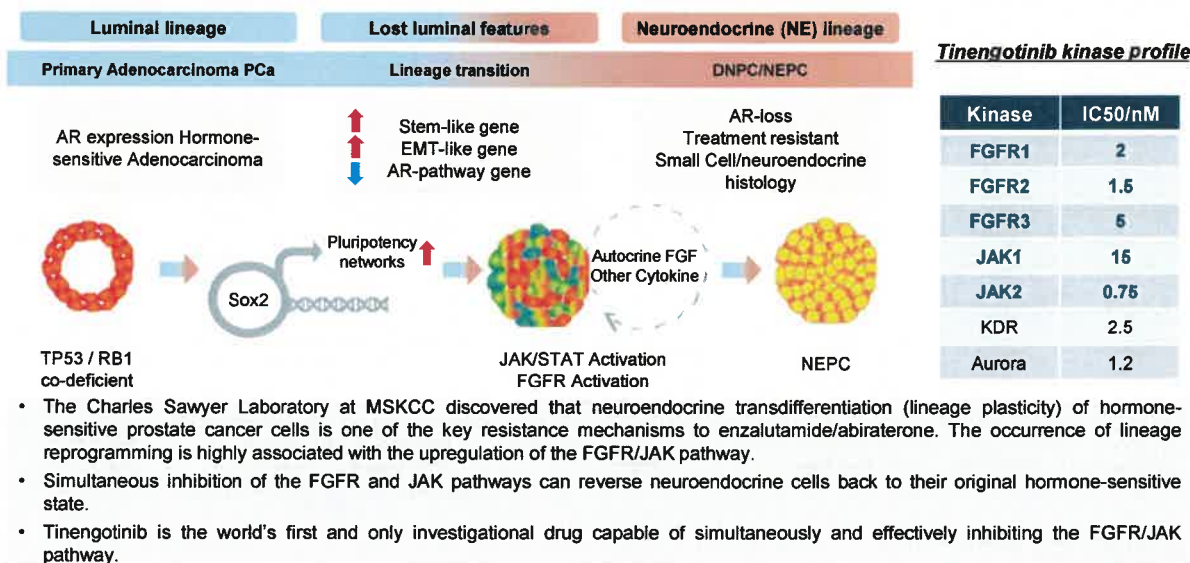 Luminal lineage
Lost luminal features
Neuroendocrine (NE) lineage
Primary Adenocarcinoma PCa
Lineage transition
DNPC/NEPC
AR expression Hormone-
sensitive Adenocarcinoma
Stem-like gene
EMT-like gene
AR-pathway gene
AR-loss
Treatment resistant
Small Cell/neuroendocrine
histology
Sox2
Pluripotency
networks
Autocrine FGF
Other Cytokine
TP53 / RB1
co-deficient
JAK/STAT Activation
FGFR Activation
NEPC
Tinengotinib kinase profile
Kinase IC50/nM
FGFR1 2
FGFR2 1.5
FGFR3 5
JAK1 15
JAK2 0.75
KDR 2.5
Aurora 1.2
• The Charles Sawyer Laboratory at MSKCC discovered that neuroendocrine transdifferentiation (lineage plasticity) of hormone-
sensitive prostate cancer cells is one of the key resistance mechanisms to enzalutamide/abiraterone. The occurrence of lineage
reprogramming is highly associated with the upregulation of the FGFR/JAK pathway.
• Simultaneous inhibition of the FGFR and JAK pathways can reverse neuroendocrine cells back to their original hormone-sensitive
state.
• Tinengotinib is the world's first and only investigational drug capable of simultaneously and effectively inhibiting the FGFR/JAK
pathway.